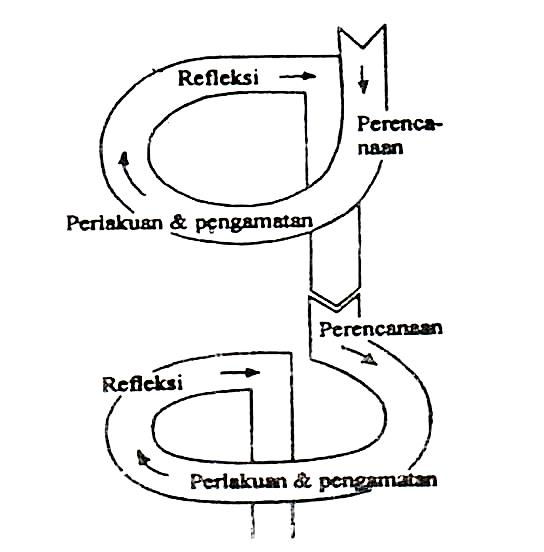 Refleksi
Perenca-
naan
Perlakuan & pengamatan
Perencanaan
Refleksi
Perlakuan & pengamatan